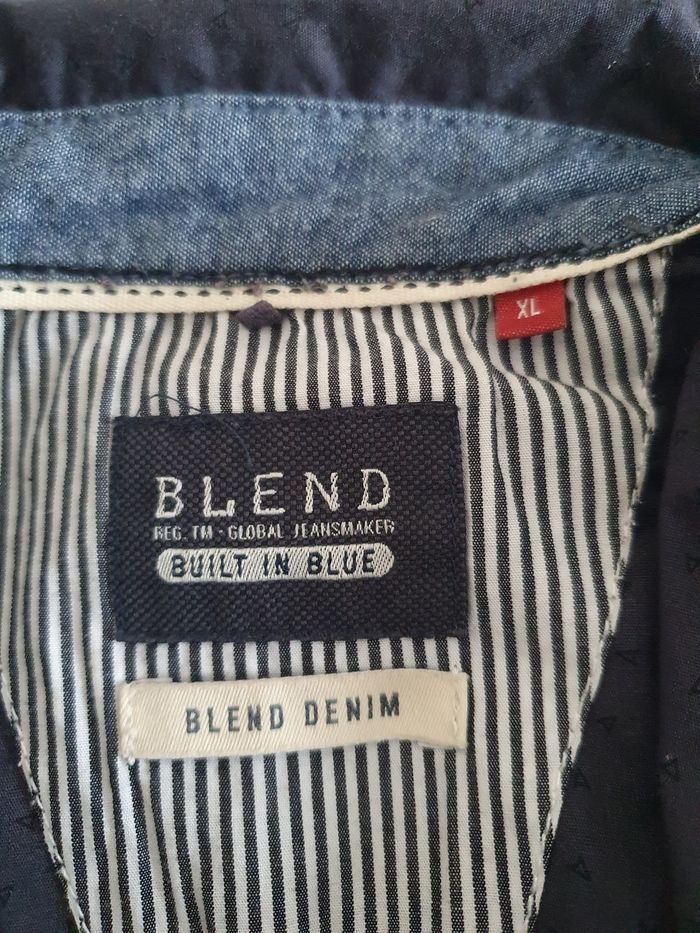 XL
BLEND
REG. TM · GLOBAL JEANSMAKER
BUILT IN BLUE
BLEND DENIM